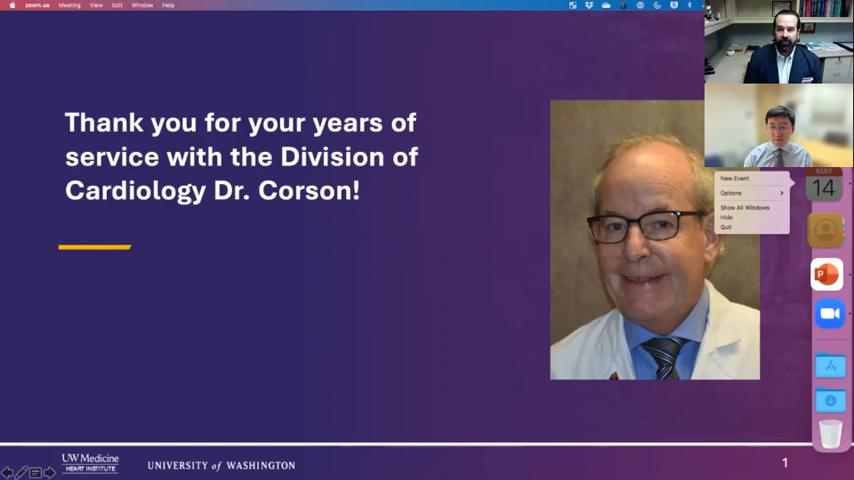 zoom.us Meeting View Edit Window Help
Thank you for your years of
service with the Division of
Cardiology Dr. Corson!
MAY
14
New Event
Options
Show All Windows
Hide
Quit
P
UW Medicine
HEART INSTITUTE
UNIVERSITY of WASHINGTON
1